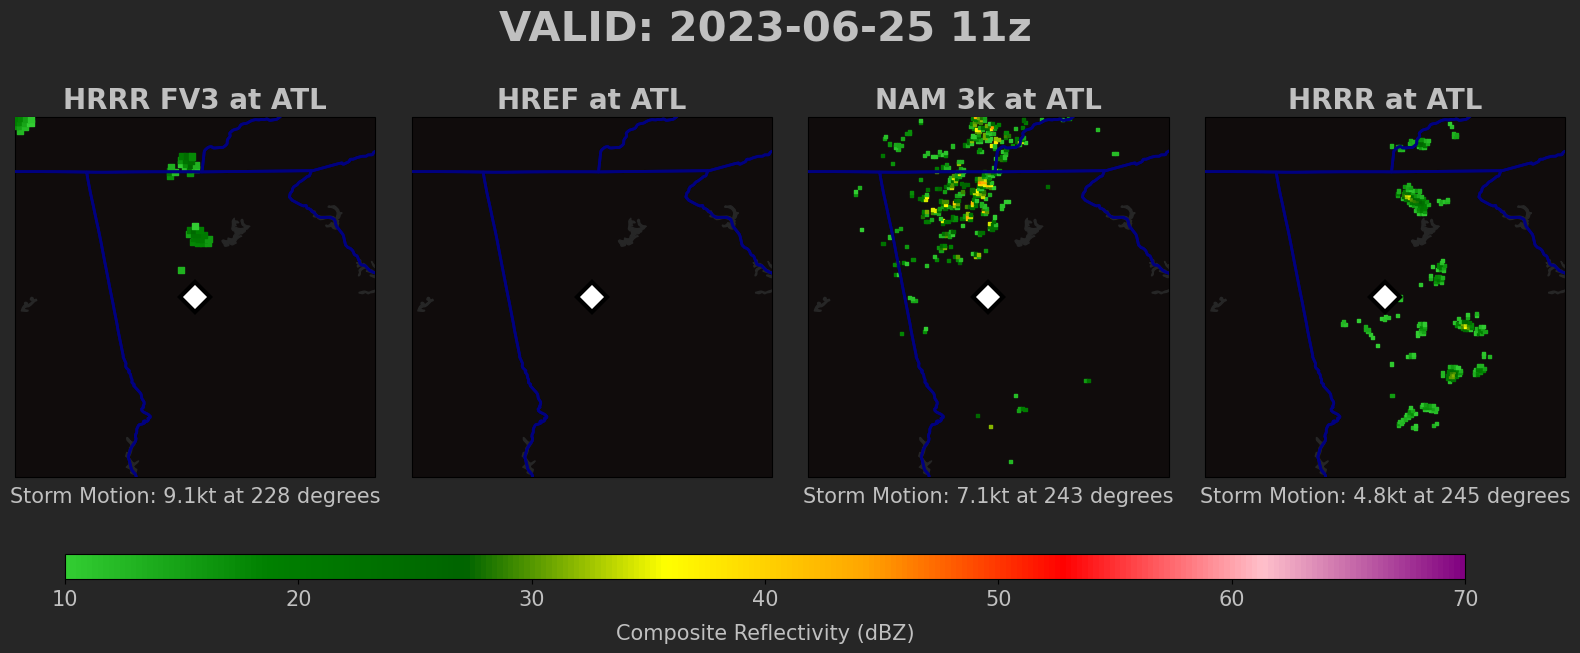 VALID: 2023-06-25 11z
HRRR FV3 at ATL
HREF at ATL
NAM 3k at ATL
HRRR at ATL
Storm Motion: 9.1kt at 228 degrees
Storm Motion: 7.1kt at 243 degrees
Storm Motion: 4.8kt at 245 degrees
10 20 30 40 50 60 70
Composite Reflectivity (dBZ)